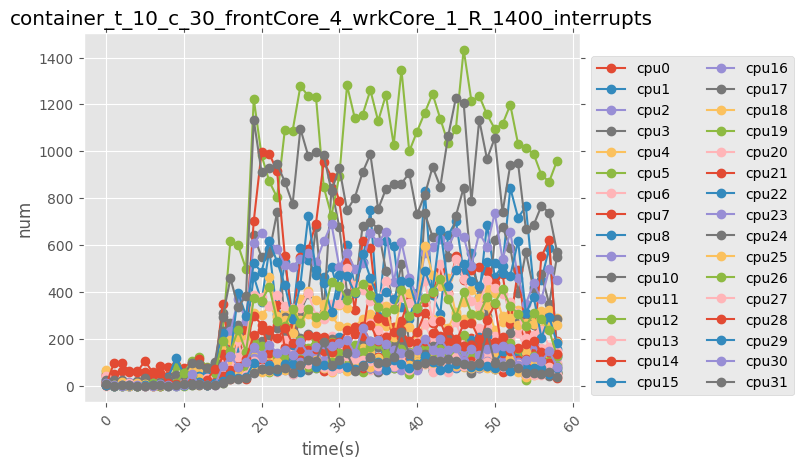 container_t_10_c_30_frontCore_4_wrkCore_1_R_1400_interrupts
1400
1200
1000
800
600
400
200
0
num
0 10 20 30 40 50 60
time(s)
cpu0 cpu16
cpu1 cpu17
cpu2 cpu18
cpu3 cpu19
cpu4 cpu20
cpu5 cpu21
cpu6 cpu22
cpu7 cpu23
cpu8 cpu24
cpu9 cpu25
cpu10 cpu26
cpu11 cpu27
cpu12 cpu28
cpu13 cpu29
cpu14 cpu30
cpu15 cpu31